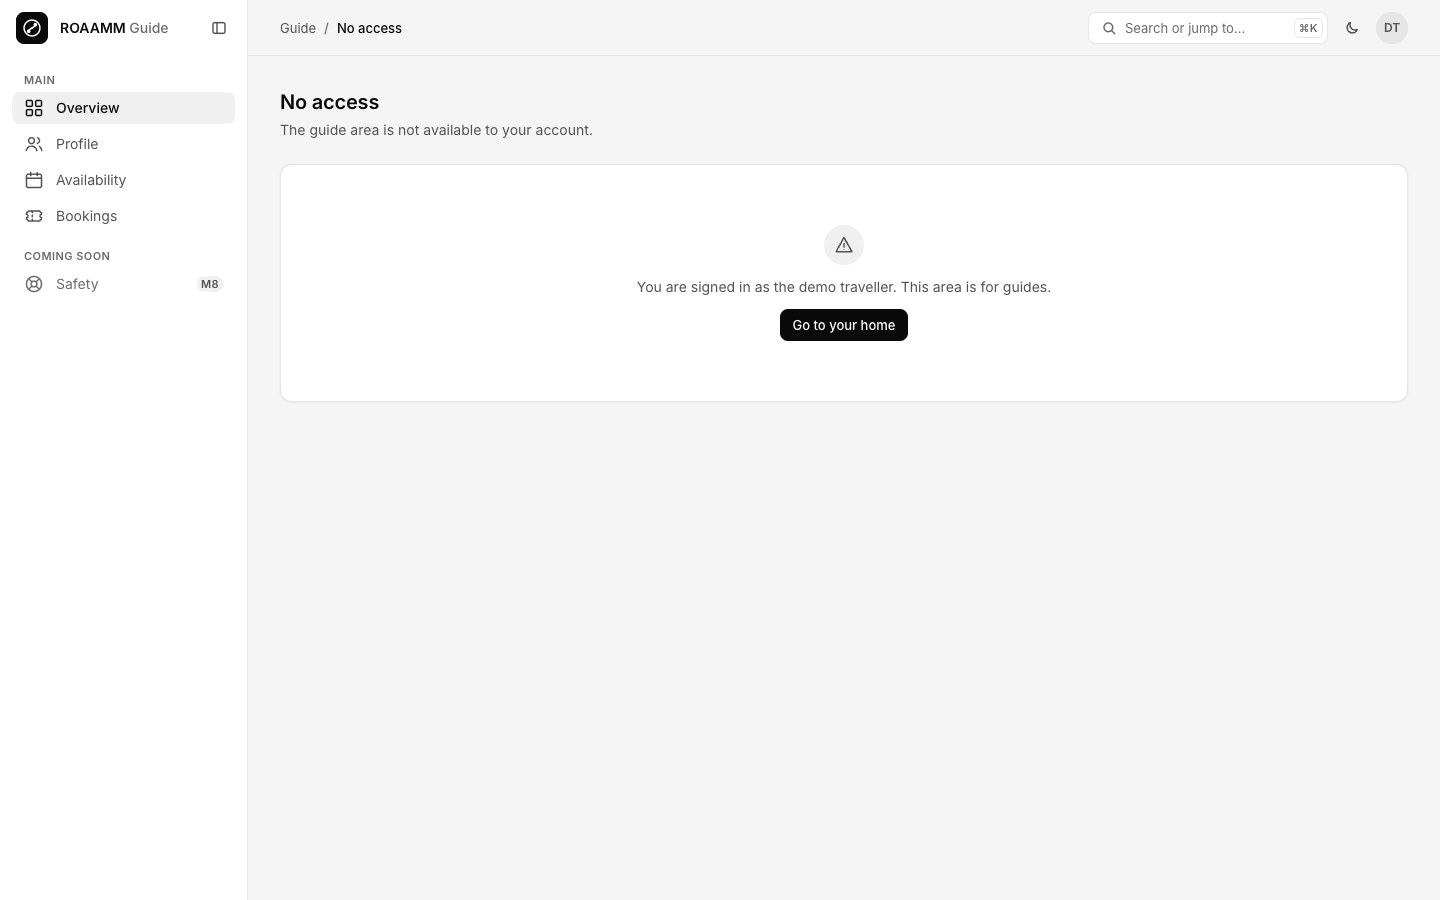 ROAAMM Guide
MAIN
Overview
Profile
Availability
Bookings
COMING SOON
Safety M8
Guide / No access
Search or jump to... ⌘K
DT
No access
The guide area is not available to your account.
You are signed in as the demo traveller. This area is for guides.
Go to your home